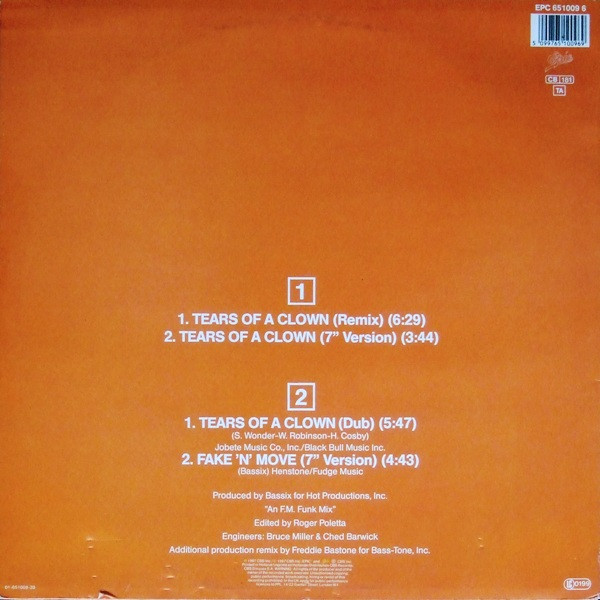 EPC 651009 6
5 099765 100969
CB 181
TA
1
1. TEARS OF A CLOWN (Remix) (6:29)
2. TEARS OF A CLOWN (7” Version) (3:44)
2
1. TEARS OF A CLOWN (Dub) (5:47)
(S. Wonder-W. Robinson-H. Cosby)
Jobete Music Co., Inc./Black Bull Music Inc.
2. FAKE ’N’ MOVE (7” Version) (4:43)
(Bassix) Henstone/Fudge Music
Produced by Bassix for Hot Productions, Inc.
“An F.M. Funk Mix”
Edited by Roger Poletta
Engineers: Bruce Miller & Ched Barwick
Additional production remix by Freddie Bastone for Bass-Tone, Inc.